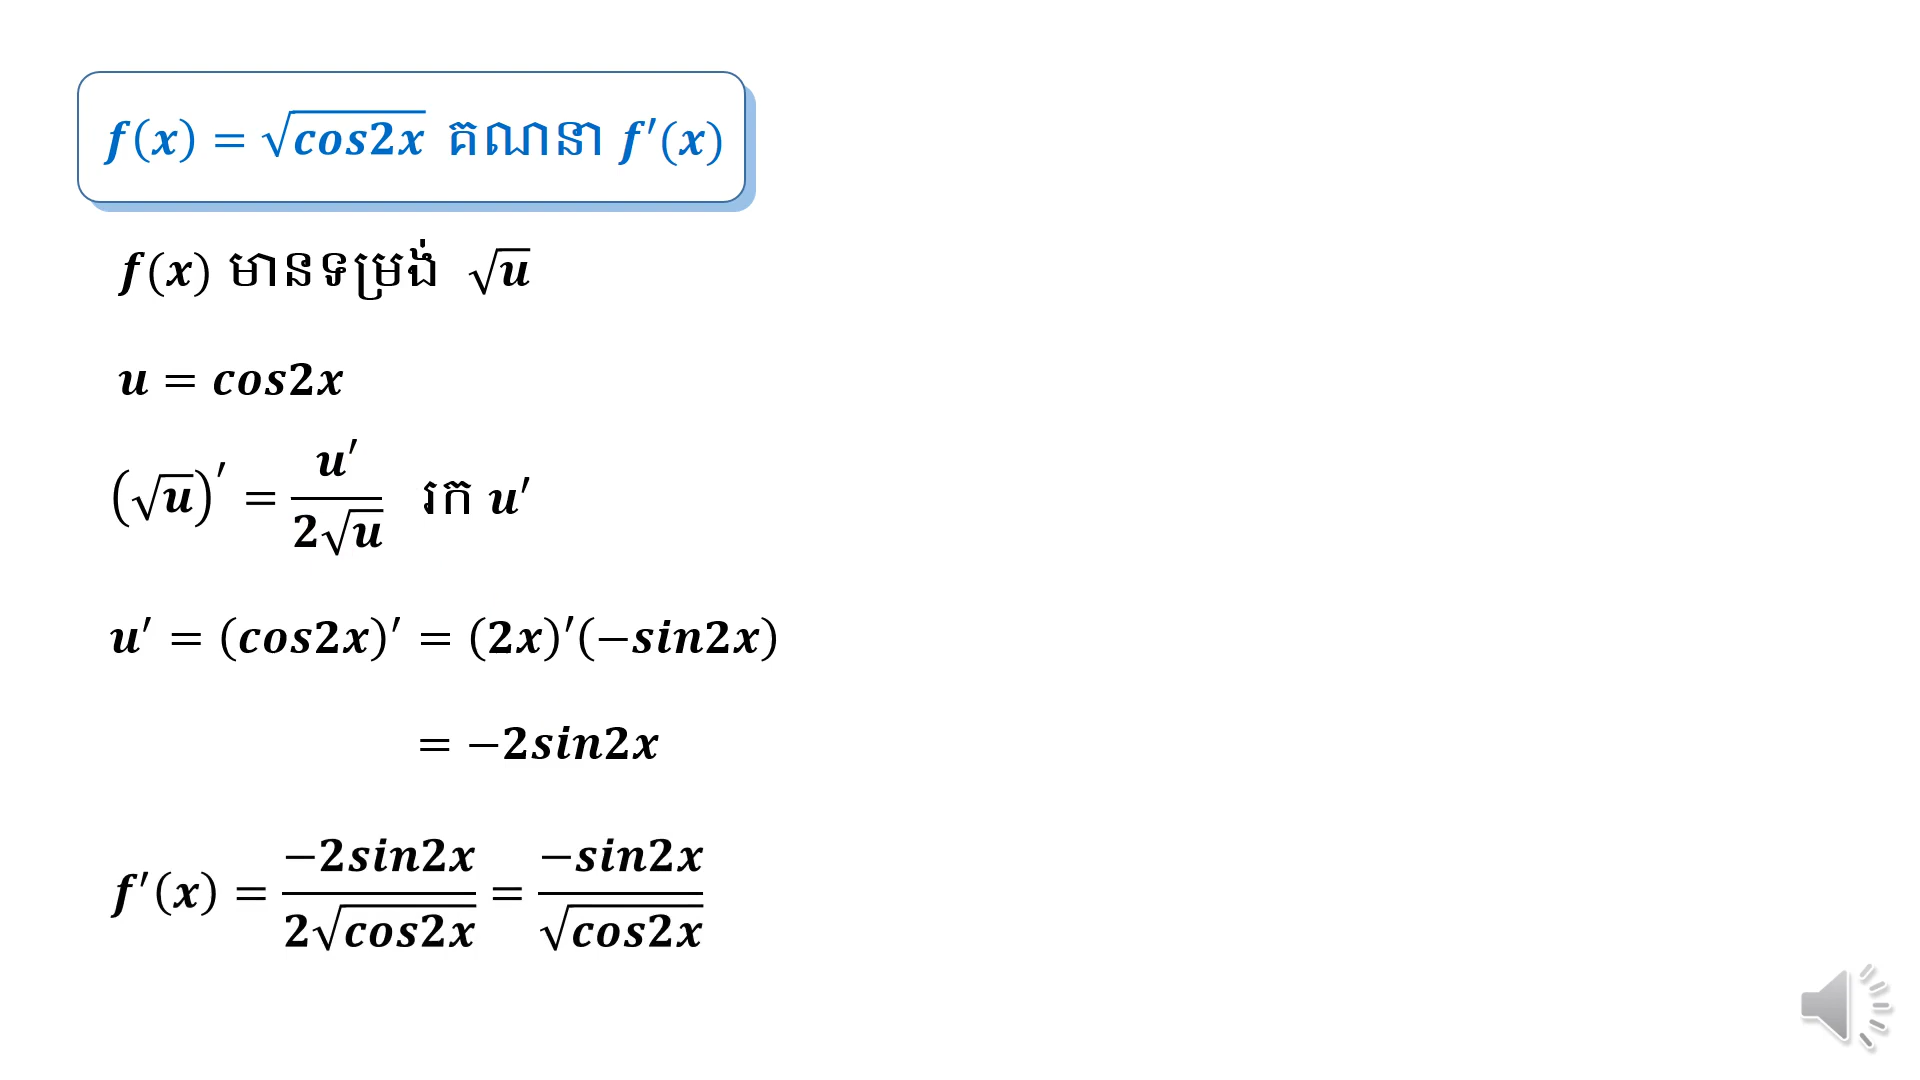 f(x) = √cos2x គណនា f′(x)
f(x) មានទម្រង់ √u
u = cos2x
(√u)′ = u′/2√u រក u′
u′ = (cos2x)′ = (2x)′(−sin2x)
= −2sin2x
f′(x) = −2sin2x/2√cos2x = −sin2x/√cos2x